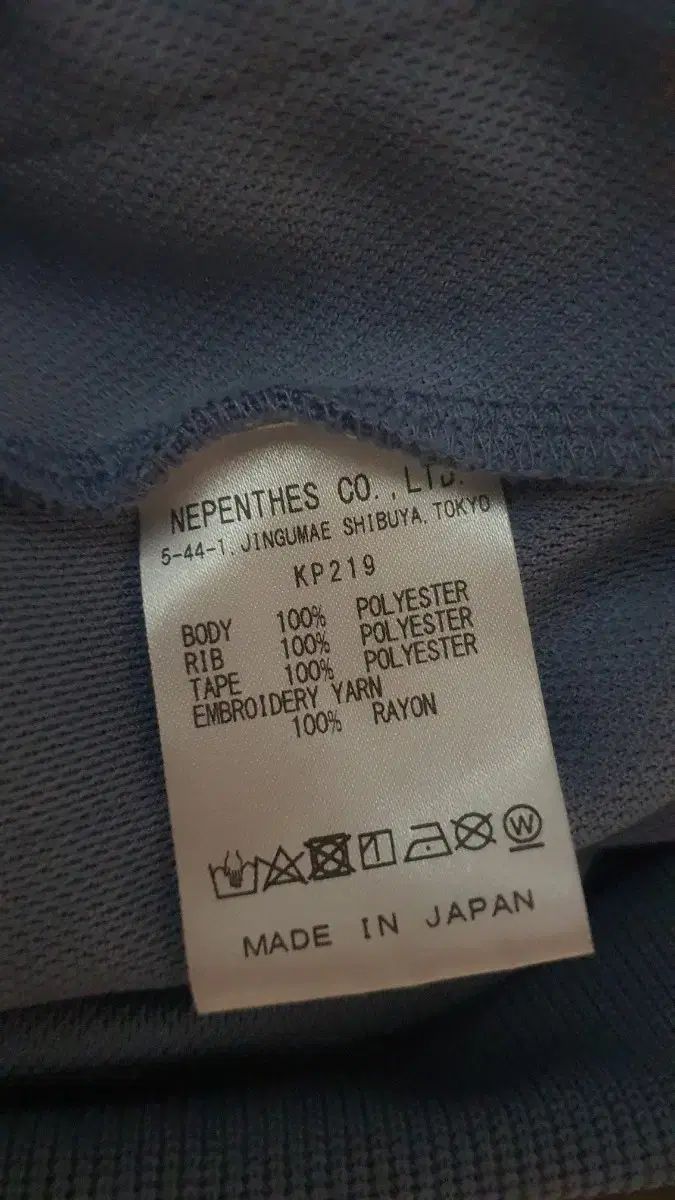 NEPENTHES CO., LTD.
5-44-1, JINGUMAE SHIBUYA, TOKYO
KP219
BODY 100% POLYESTER
RIB 100% POLYESTER
TAPE 100% POLYESTER
EMBROIDERY YARN
100% RAYON
W
MADE IN JAPAN